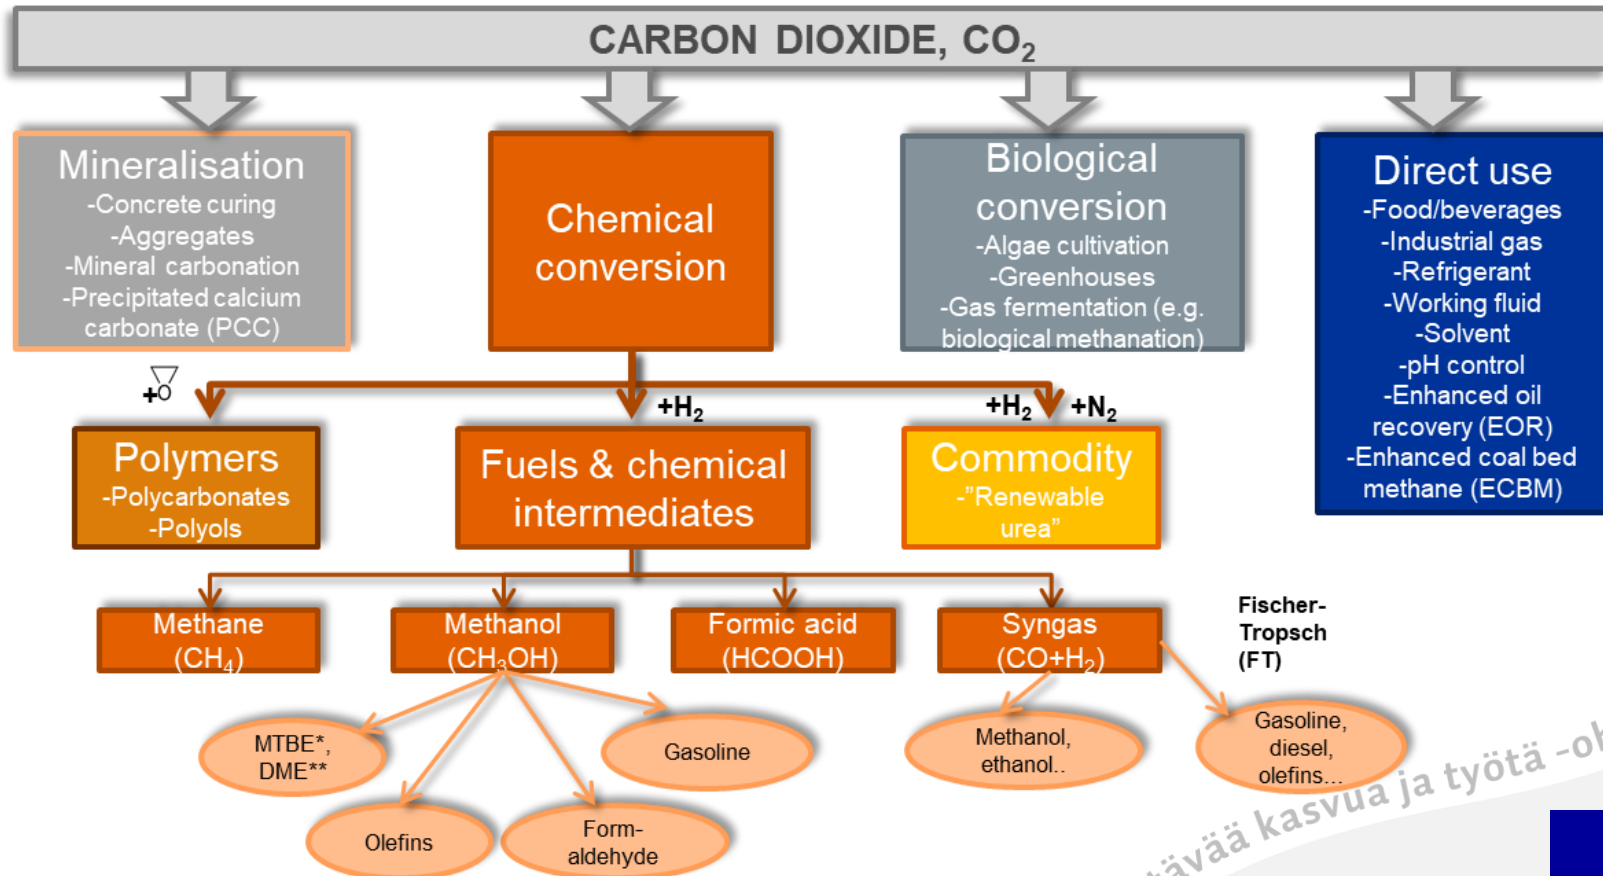 CARBON DIOXIDE, CO₂
Mineralisation
-Concrete curing
-Aggregates
-Mineral carbonation
-Precipitated calcium
carbonate (PCC)
Chemical
conversion
Biological
conversion
-Algae cultivation
-Greenhouses
-Gas fermentation (e.g.
biological methanation)
Direct use
-Food/beverages
-Industrial gas
-Refrigerant
-Working fluid
-Solvent
-pH control
-Enhanced oil
recovery (EOR)
-Enhanced coal bed
methane (ECBM)
+O
+H₂
+H₂
+N₂
Polymers
-Polycarbonates
-Polyols
Fuels & chemical
intermediates
Commodity
-”Renewable
urea”
Methane
(CH₄)
Methanol
(CH₃OH)
Formic acid
(HCOOH)
Syngas
(CO+H₂)
Fischer-
Tropsch
(FT)
MTBE*,
DME**
Olefins
Form-
aldehyde
Gasoline
Methanol,
ethanol..
Gasoline,
diesel,
olefins...
kasvua ja työtä